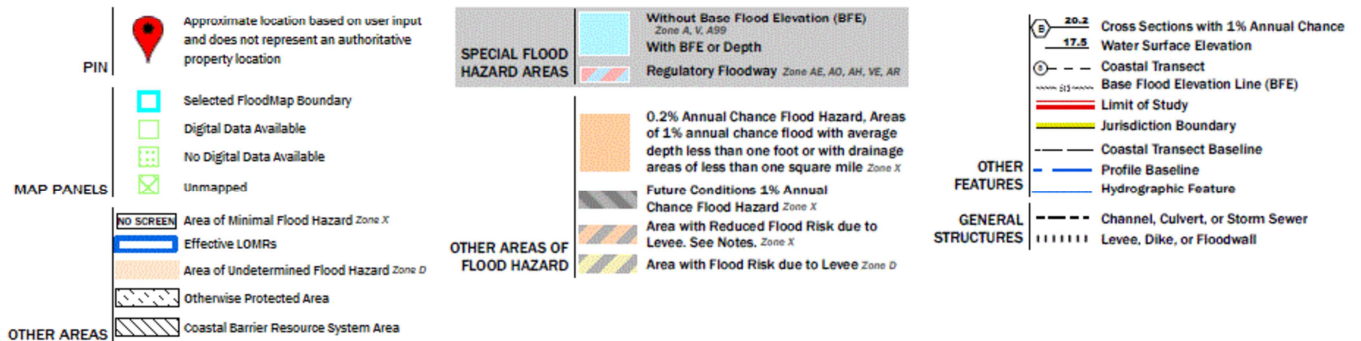 PIN
Approximate location based on user input
and does not represent an authoritative
property location
MAP PANELS
Selected FloodMap Boundary
Digital Data Available
No Digital Data Available
Unmapped
OTHER AREAS
NO SCREEN Area of Minimal Flood Hazard Zone X
Effective LOMRs
Area of Undetermined Flood Hazard Zone D
Otherwise Protected Area
Coastal Barrier Resource System Area
SPECIAL FLOOD
HAZARD AREAS
Without Base Flood Elevation (BFE)
Zone A, V, A99
With BFE or Depth
Regulatory Floodway Zone AE, AO, AH, VE, AR
OTHER AREAS OF
FLOOD HAZARD
0.2% Annual Chance Flood Hazard, Areas
of 1% annual chance flood with average
depth less than one foot or with drainage
areas of less than one square mile Zone X
Future Conditions 1% Annual
Chance Flood Hazard Zone X
Area with Reduced Flood Risk due to
Levee. See Notes. Zone X
Area with Flood Risk due to Levee Zone D
OTHER
FEATURES
B 20.2 Cross Sections with 1% Annual Chance
17.5 Water Surface Elevation
8 Coastal Transect
513 Base Flood Elevation Line (BFE)
Limit of Study
Jurisdiction Boundary
Coastal Transect Baseline
Profile Baseline
Hydrographic Feature
GENERAL
STRUCTURES
Channel, Culvert, or Storm Sewer
Levee, Dike, or Floodwall